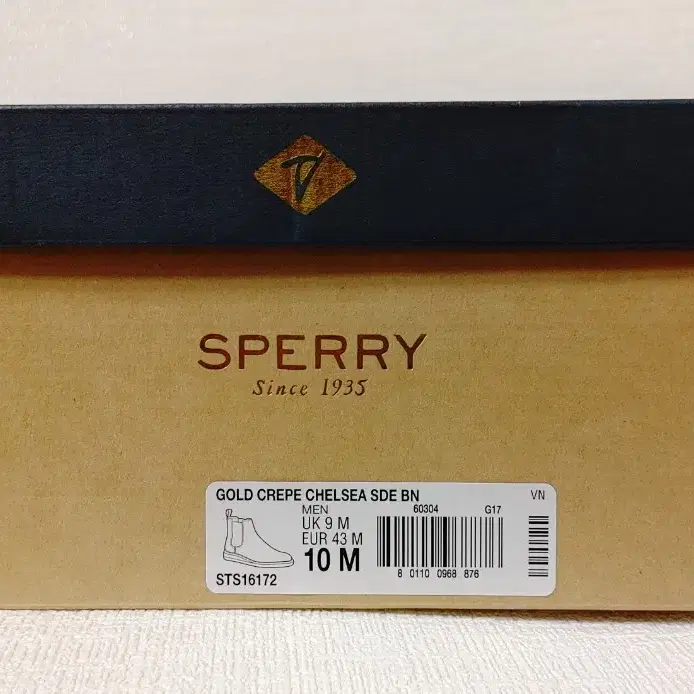 SPERRY
Since 1935
GOLD CREPE CHELSEA SDE BN
VN
MEN
60304
G17
UK 9 M
EUR 43 M
10 M
8 0110 0968 876
STS16172